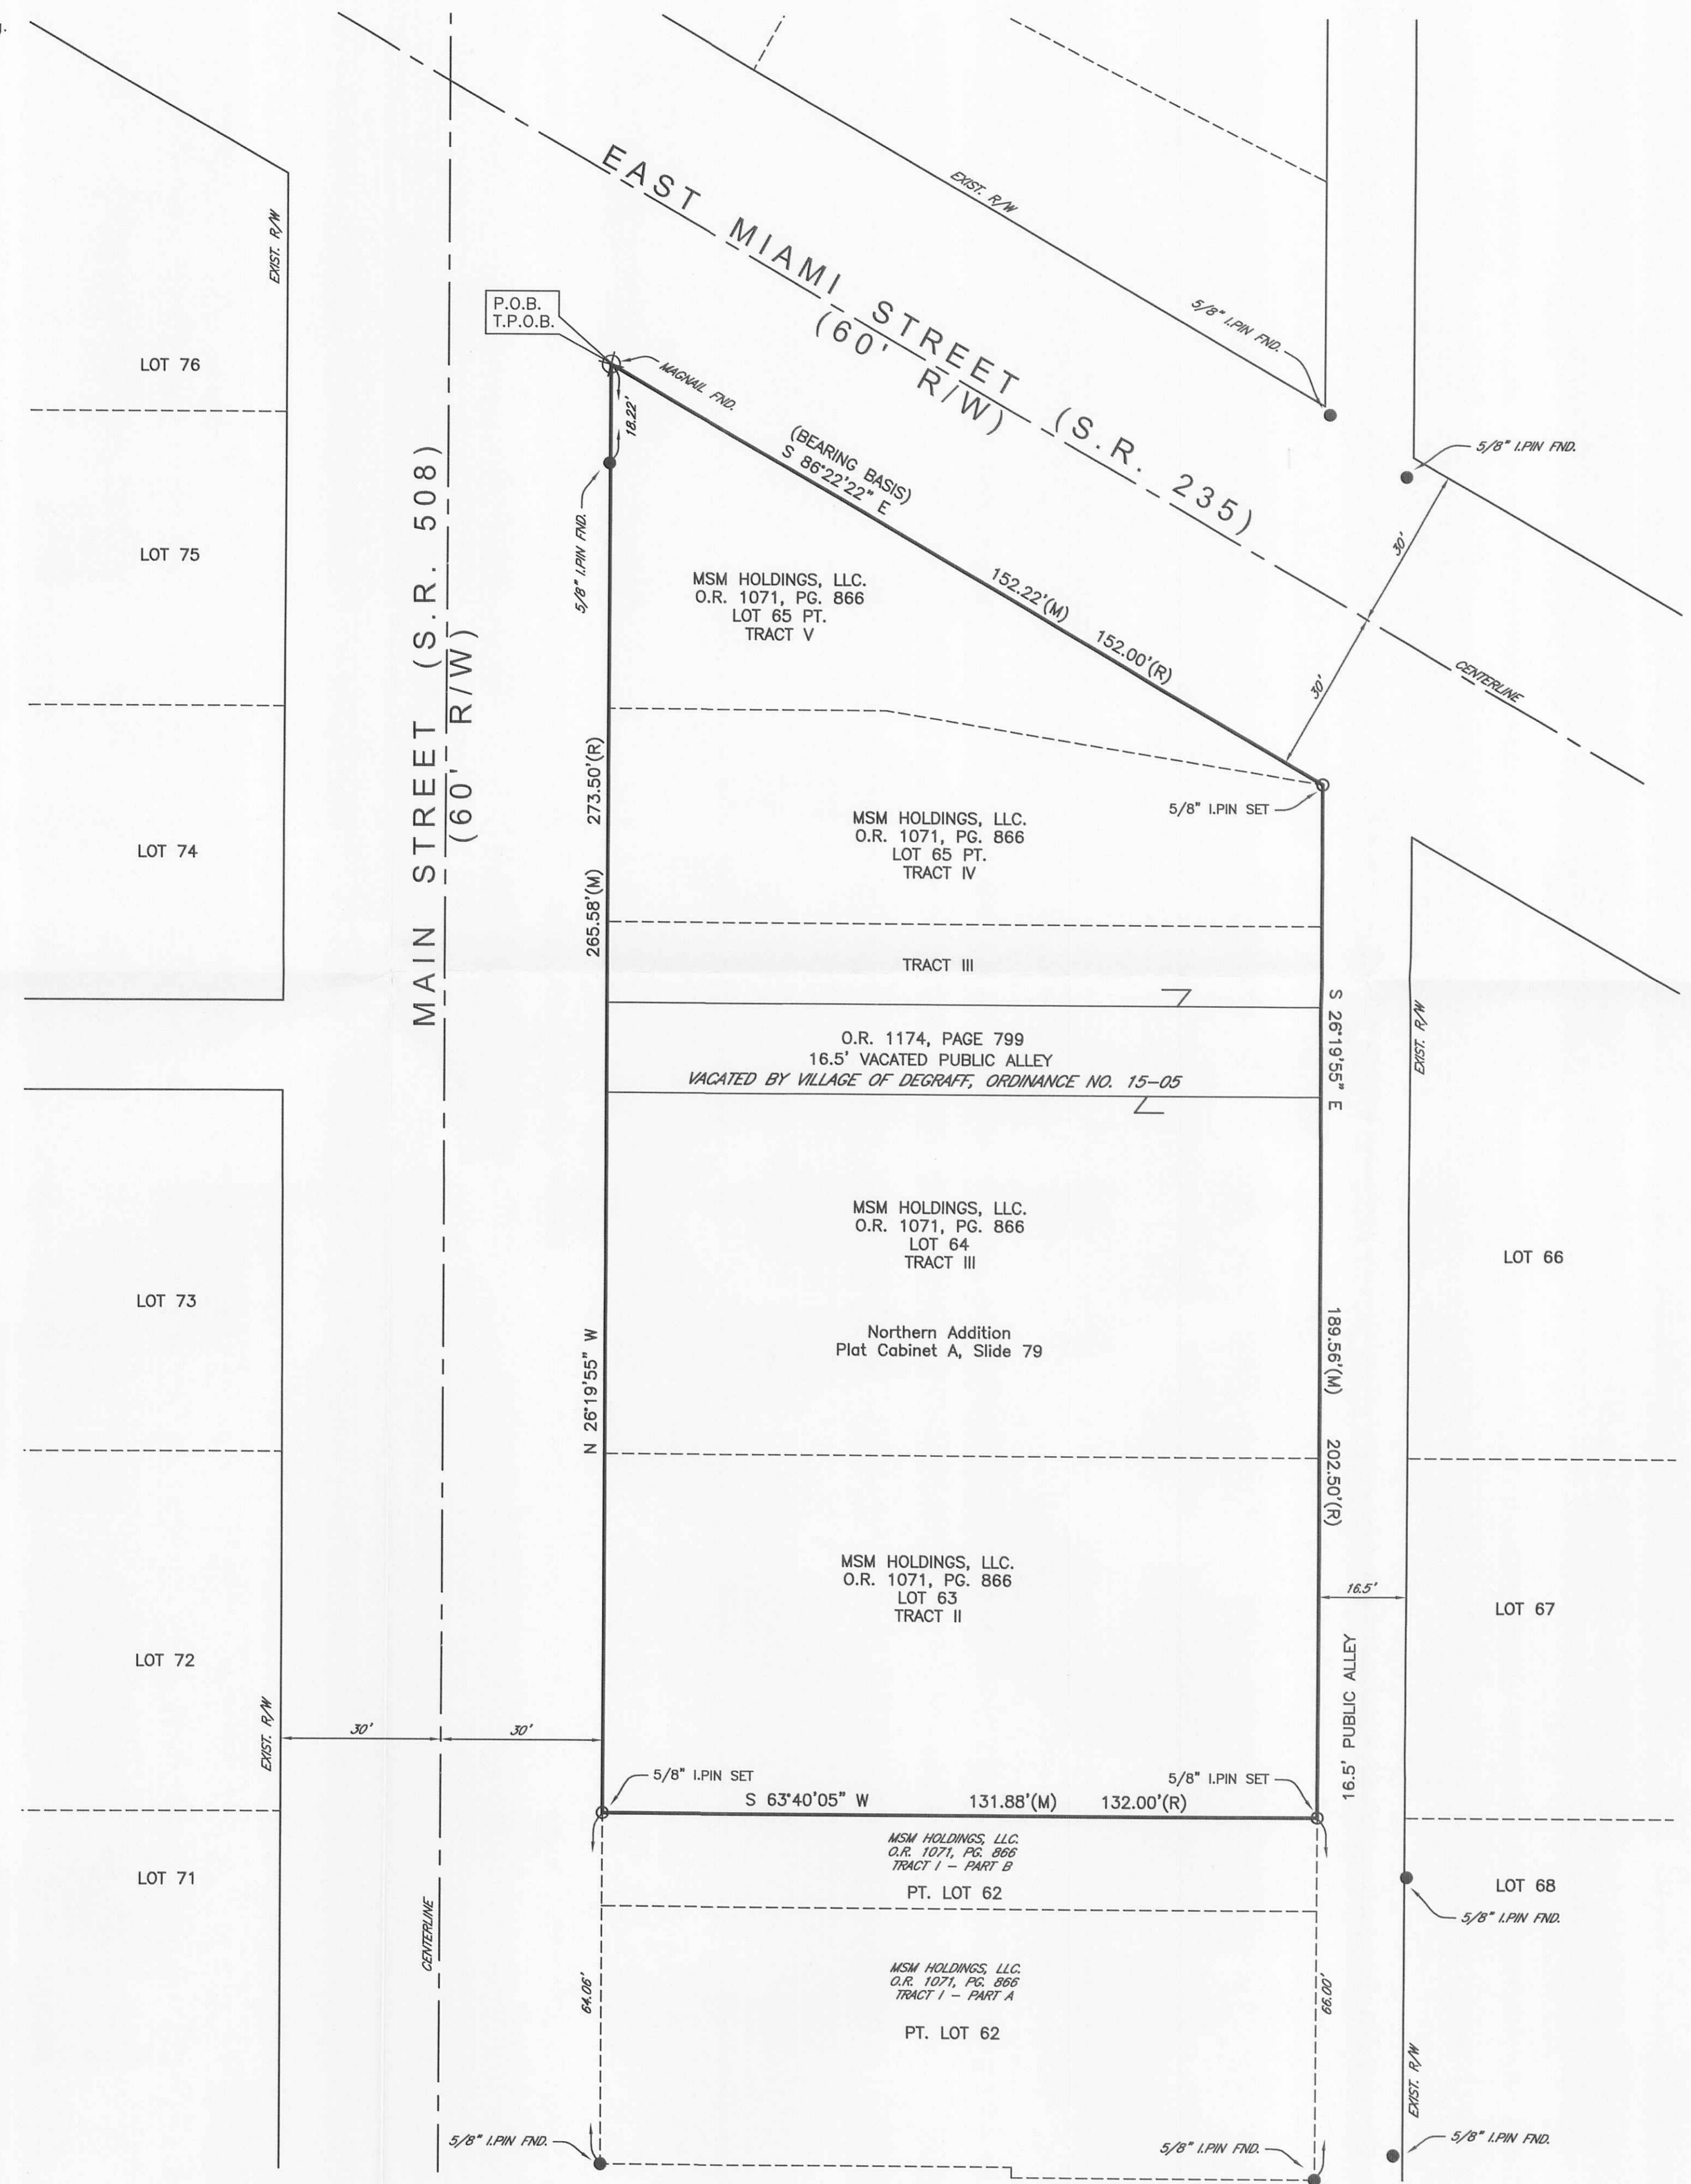 EXIST. R/W
EAST MIAMI STREET (S.R. 235)
(60' R/W)
EXIST. R/W
5/8" I.PIN FND.
P.O.B.
T.P.O.B.
MAGNAIL FND.
18.22'
5/8" I.PIN FND.
(BEARING BASIS)
S 86°22'22" E
152.22'(M)
152.00'(R)
5/8" I.PIN FND.
30'
30'
CENTERLINE
LOT 76
LOT 75
LOT 74
MAIN STREET (S.R. 508)
(60' R/W)
MSM HOLDINGS, LLC.
O.R. 1071, PG. 866
LOT 65 PT.
TRACT V
273.50'(R)
265.58'(M)
N 26°19'55" W
MSM HOLDINGS, LLC.
O.R. 1071, PG. 866
LOT 65 PT.
TRACT IV
5/8" I.PIN SET
TRACT III
O.R. 1174, PAGE 799
16.5' VACATED PUBLIC ALLEY
VACATED BY VILLAGE OF DEGRAFF, ORDINANCE NO. 15-05
S 26°19'55" E
189.56'(M)
202.50'(R)
EXIST. R/W
MSM HOLDINGS, LLC.
O.R. 1071, PG. 866
LOT 64
TRACT III
Northern Addition
Plat Cabinet A, Slide 79
LOT 73
LOT 66
MSM HOLDINGS, LLC.
O.R. 1071, PG. 866
LOT 63
TRACT II
LOT 72
LOT 67
16.5'
16.5' PUBLIC ALLEY
EXIST. R/W
30'
30'
5/8" I.PIN SET
5/8" I.PIN SET
S 63°40'05" W
131.88'(M)
132.00'(R)
MSM HOLDINGS, LLC.
O.R. 1071, PG. 866
TRACT I - PART B
PT. LOT 62
LOT 71
LOT 68
5/8" I.PIN FND.
CENTERLINE
64.06'
66.00'
MSM HOLDINGS, LLC.
O.R. 1071, PG. 866
TRACT I - PART A
PT. LOT 62
EXIST. R/W
5/8" I.PIN FND.
5/8" I.PIN FND.
5/8" I.PIN FND.